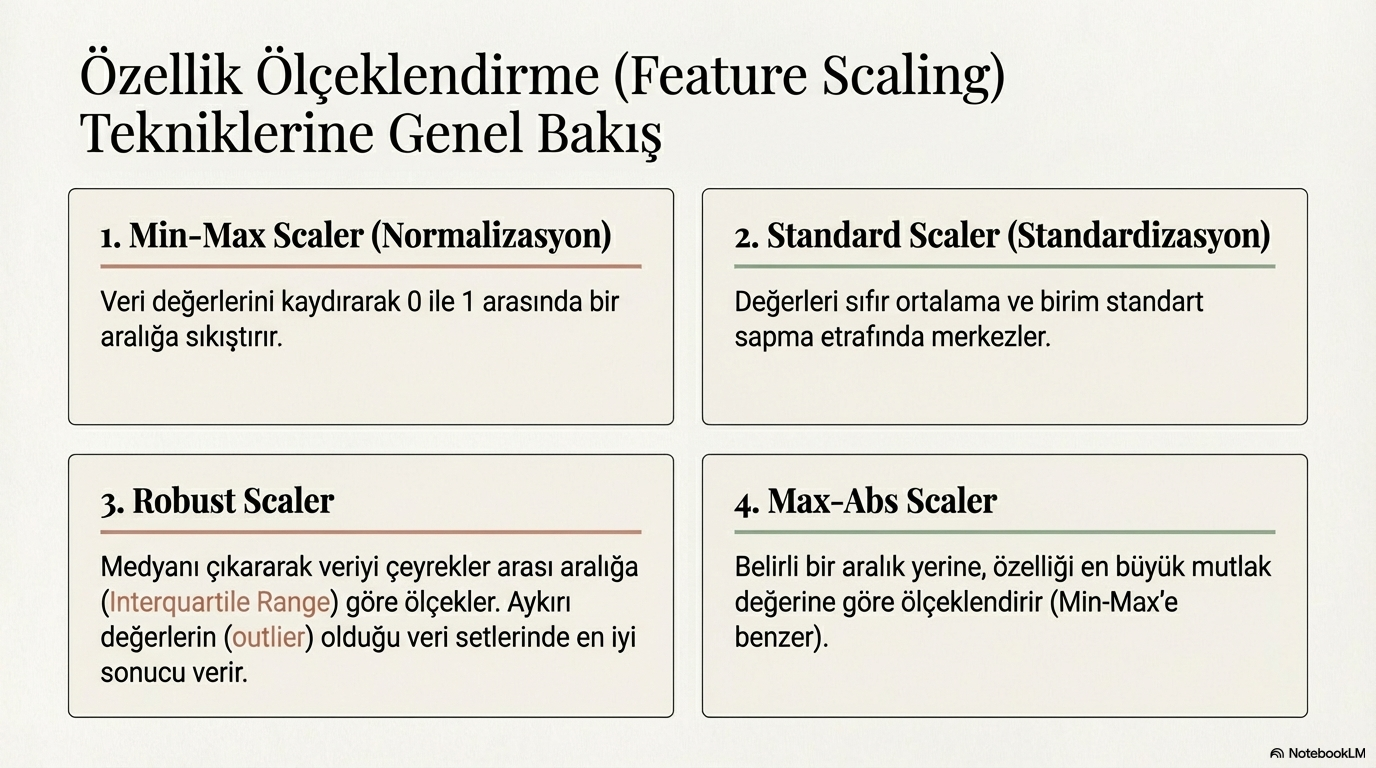 Özellik Ölçeklendirme (Feature Scaling)
Tekniklerine Genel Bakış
1. Min-Max Scaler (Normalizasyon)
Veri değerlerini kaydırarak 0 ile 1 arasında bir
aralığa sıkıştırır.
2. Standard Scaler (Standardizasyon)
Değerleri sıfır ortalama ve birim standart
sapma etrafında merkezler.
3. Robust Scaler
Medyanı çıkararak veriyi çeyrekler arası aralığa
(Interquartile Range) göre ölçekler. Aykırı
değerlerin (outlier) olduğu veri setlerinde en iyi
sonucu verir.
4. Max-Abs Scaler
Belirli bir aralık yerine, özelliği en büyük mutlak
değerine göre ölçeklendirir (Min-Max’e
benzer).
NotebookLM